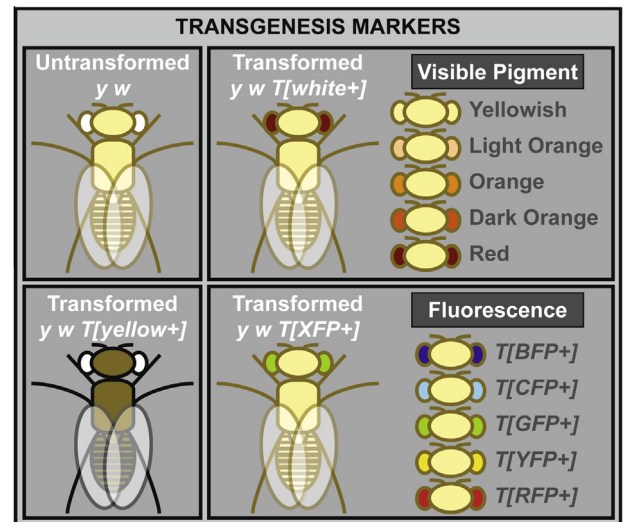 TRANSGENESIS MARKERS
Untransformed
y w
Transformed
y w T[white+]
Visible Pigment
Yellowish
Light Orange
Orange
Dark Orange
Red
Transformed
y w T[yellow+]
Transformed
y w T[XFP+]
Fluorescence
T[BFP+]
T[CFP+]
T[GFP+]
T[YFP+]
T[RFP+]